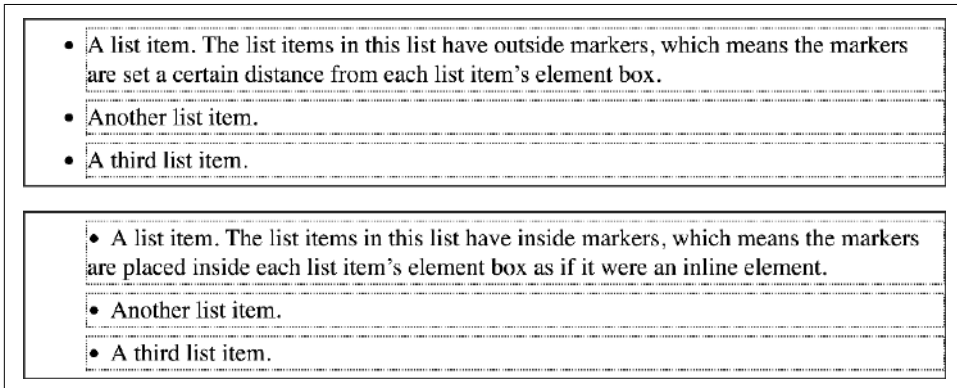 • A list item. The list items in this list have outside markers, which means the markers
are set a certain distance from each list item's element box.
• Another list item.
• A third list item.
• A list item. The list items in this list have inside markers, which means the markers
are placed inside each list item's element box as if it were an inline element.
• Another list item.
• A third list item.